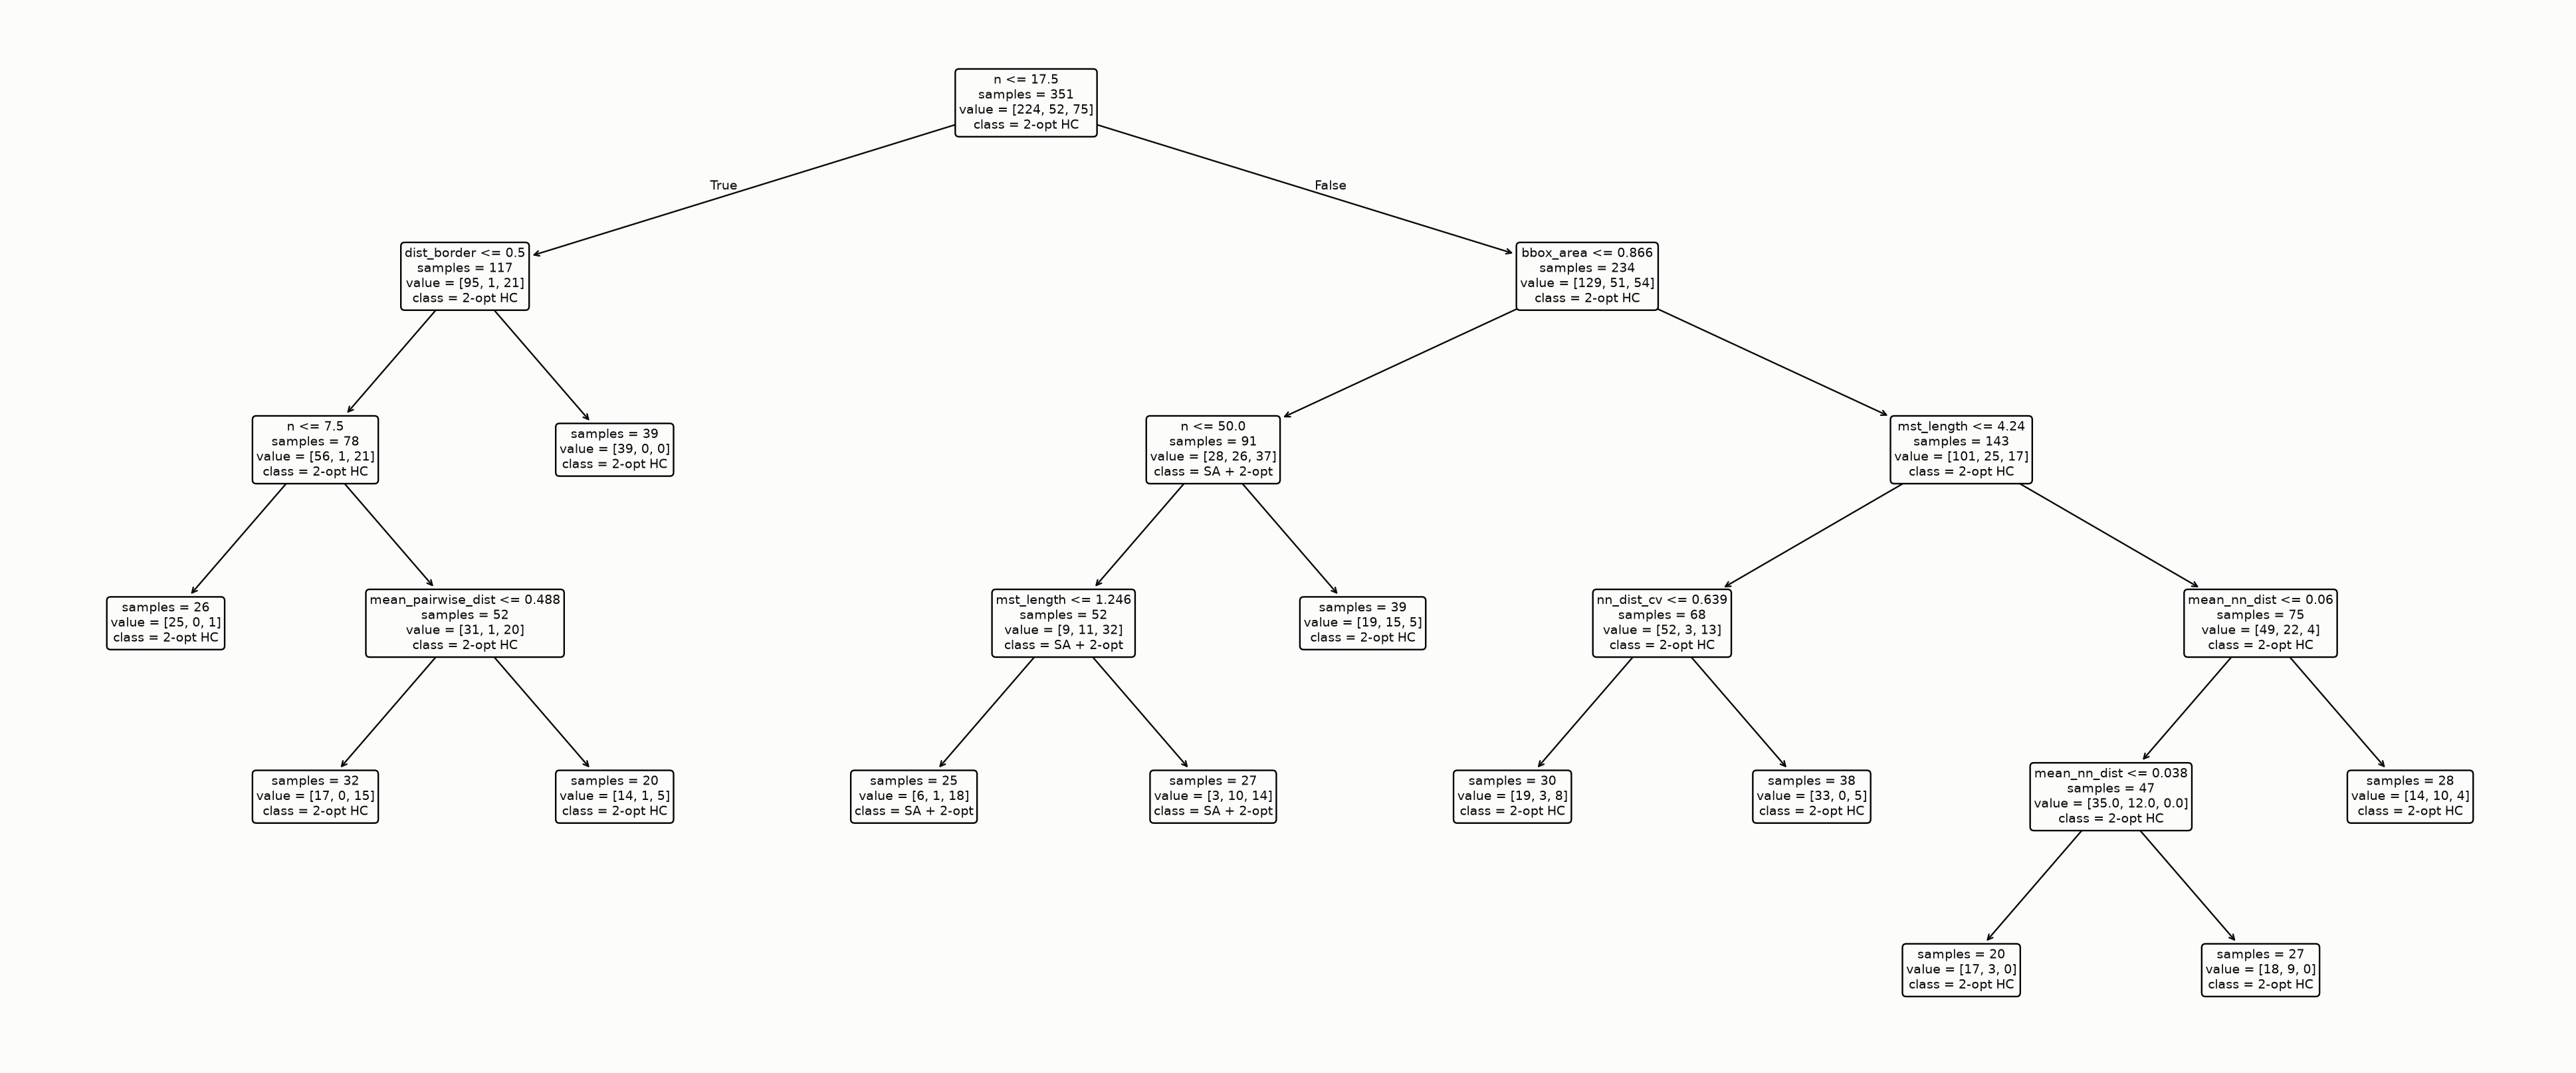 n <= 17.5
samples = 351
value = [224, 52, 75]
class = 2-opt HC
True
False
dist_border <= 0.5
samples = 117
value = [95, 1, 21]
class = 2-opt HC
bbox_area <= 0.866
samples = 234
value = [129, 51, 54]
class = 2-opt HC
n <= 7.5
samples = 78
value = [56, 1, 21]
class = 2-opt HC
samples = 39
value = [39, 0, 0]
class = 2-opt HC
n <= 50.0
samples = 91
value = [28, 26, 37]
class = SA + 2-opt
mst_length <= 4.24
samples = 143
value = [101, 25, 17]
class = 2-opt HC
samples = 26
value = [25, 0, 1]
class = 2-opt HC
mean_pairwise_dist <= 0.488
samples = 52
value = [31, 1, 20]
class = 2-opt HC
mst_length <= 1.246
samples = 52
value = [9, 11, 32]
class = SA + 2-opt
samples = 39
value = [19, 15, 5]
class = 2-opt HC
nn_dist_cv <= 0.639
samples = 68
value = [52, 3, 13]
class = 2-opt HC
mean_nn_dist <= 0.06
samples = 75
value = [49, 22, 4]
class = 2-opt HC
samples = 32
value = [17, 0, 15]
class = 2-opt HC
samples = 20
value = [14, 1, 5]
class = 2-opt HC
samples = 25
value = [6, 1, 18]
class = SA + 2-opt
samples = 27
value = [3, 10, 14]
class = SA + 2-opt
samples = 30
value = [19, 3, 8]
class = 2-opt HC
samples = 38
value = [33, 0, 5]
class = 2-opt HC
mean_nn_dist <= 0.038
samples = 47
value = [35.0, 12.0, 0.0]
class = 2-opt HC
samples = 28
value = [14, 10, 4]
class = 2-opt HC
samples = 20
value = [17, 3, 0]
class = 2-opt HC
samples = 27
value = [18, 9, 0]
class = 2-opt HC